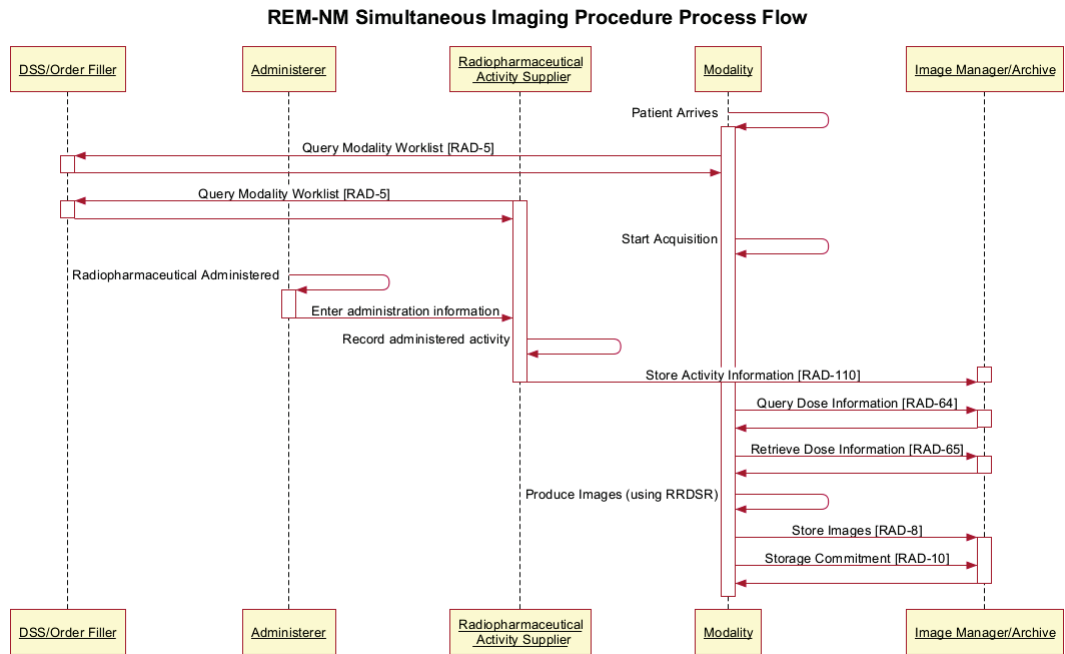 REM-NM Simultaneous Imaging Procedure Process Flow
DSS/Order Filler
Administerer
Radiopharmaceutical
Activity Supplier
Modality
Image Manager/Archive
Patient Arrives
Query Modality Worklist [RAD-5]
Query Modality Worklist [RAD-5]
Start Acquisition
Radiopharmaceutical Administered
Enter administration information
Record administered activity
Store Activity Information [RAD-110]
Query Dose Information [RAD-64]
Retrieve Dose Information [RAD-65]
Produce Images (using RRDSR)
Store Images [RAD-8]
Storage Commitment [RAD-10]
DSS/Order Filler
Administerer
Radiopharmaceutical
Activity Supplier
Modality
Image Manager/Archive